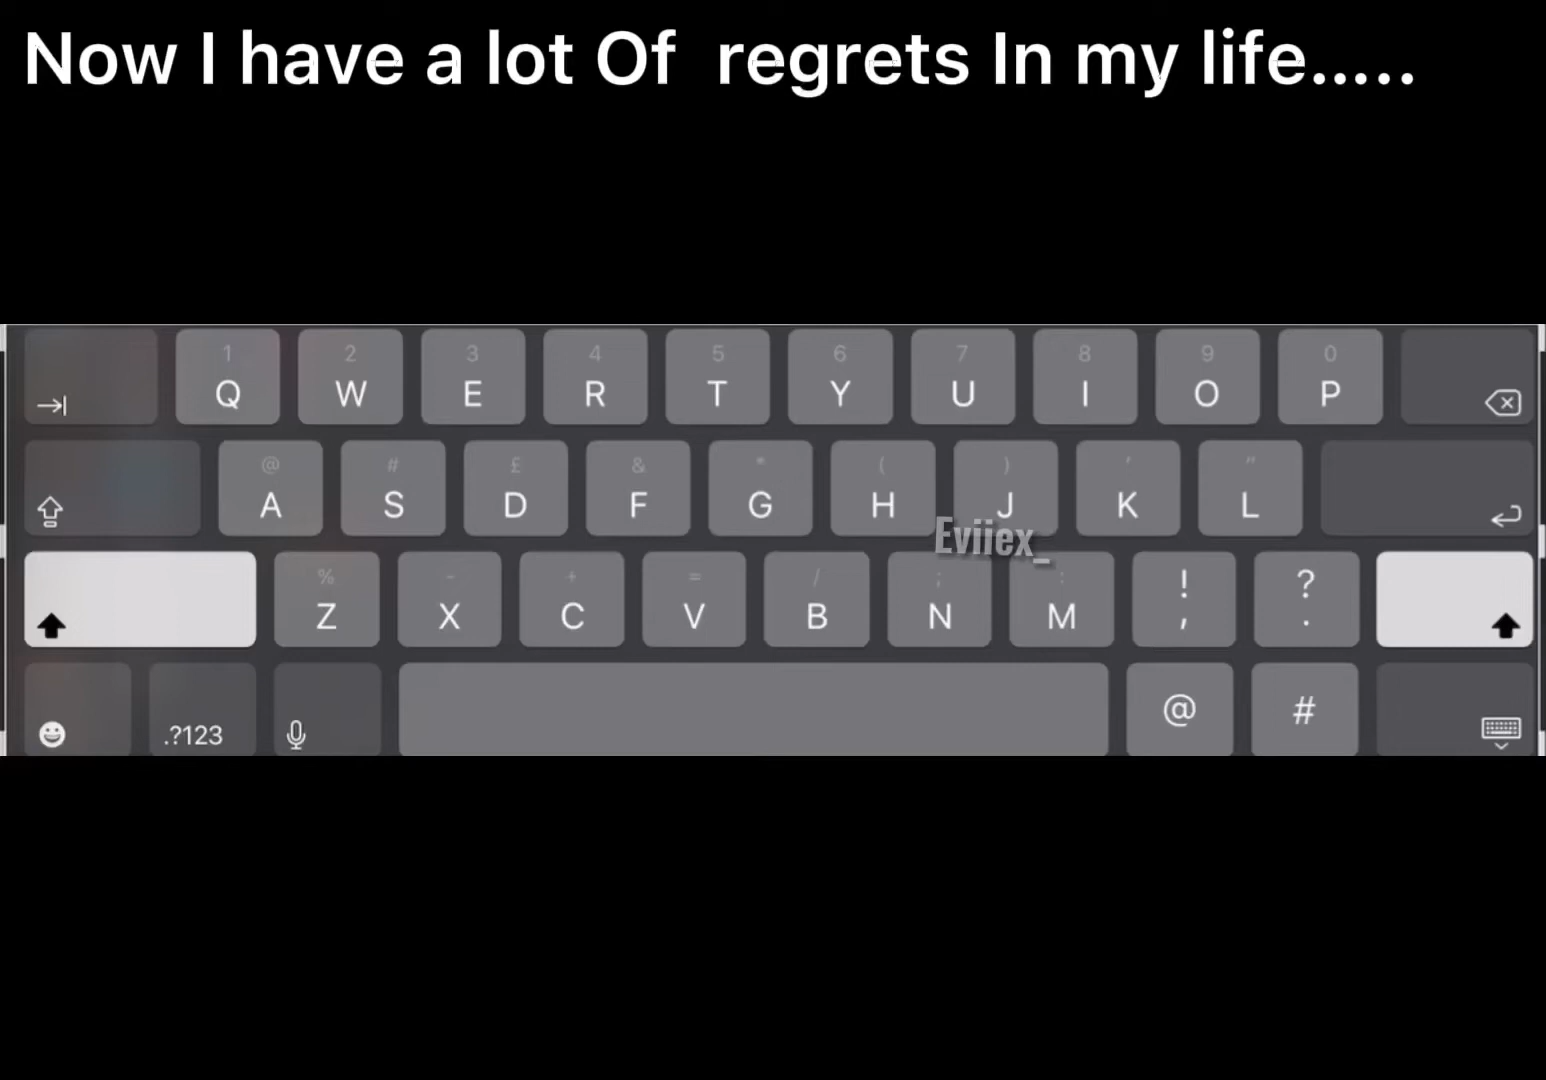 Now I have a lot Of  regrets In my life.....
1 2 3 4 5 6 7 8 9 0
Q W E R T Y U I O P
@ # £ & * ( ) ' "
A S D F G H J K L
Eviiex_
% - + = / ; : ! ?
Z X C V B N M , .
.?123 @ #